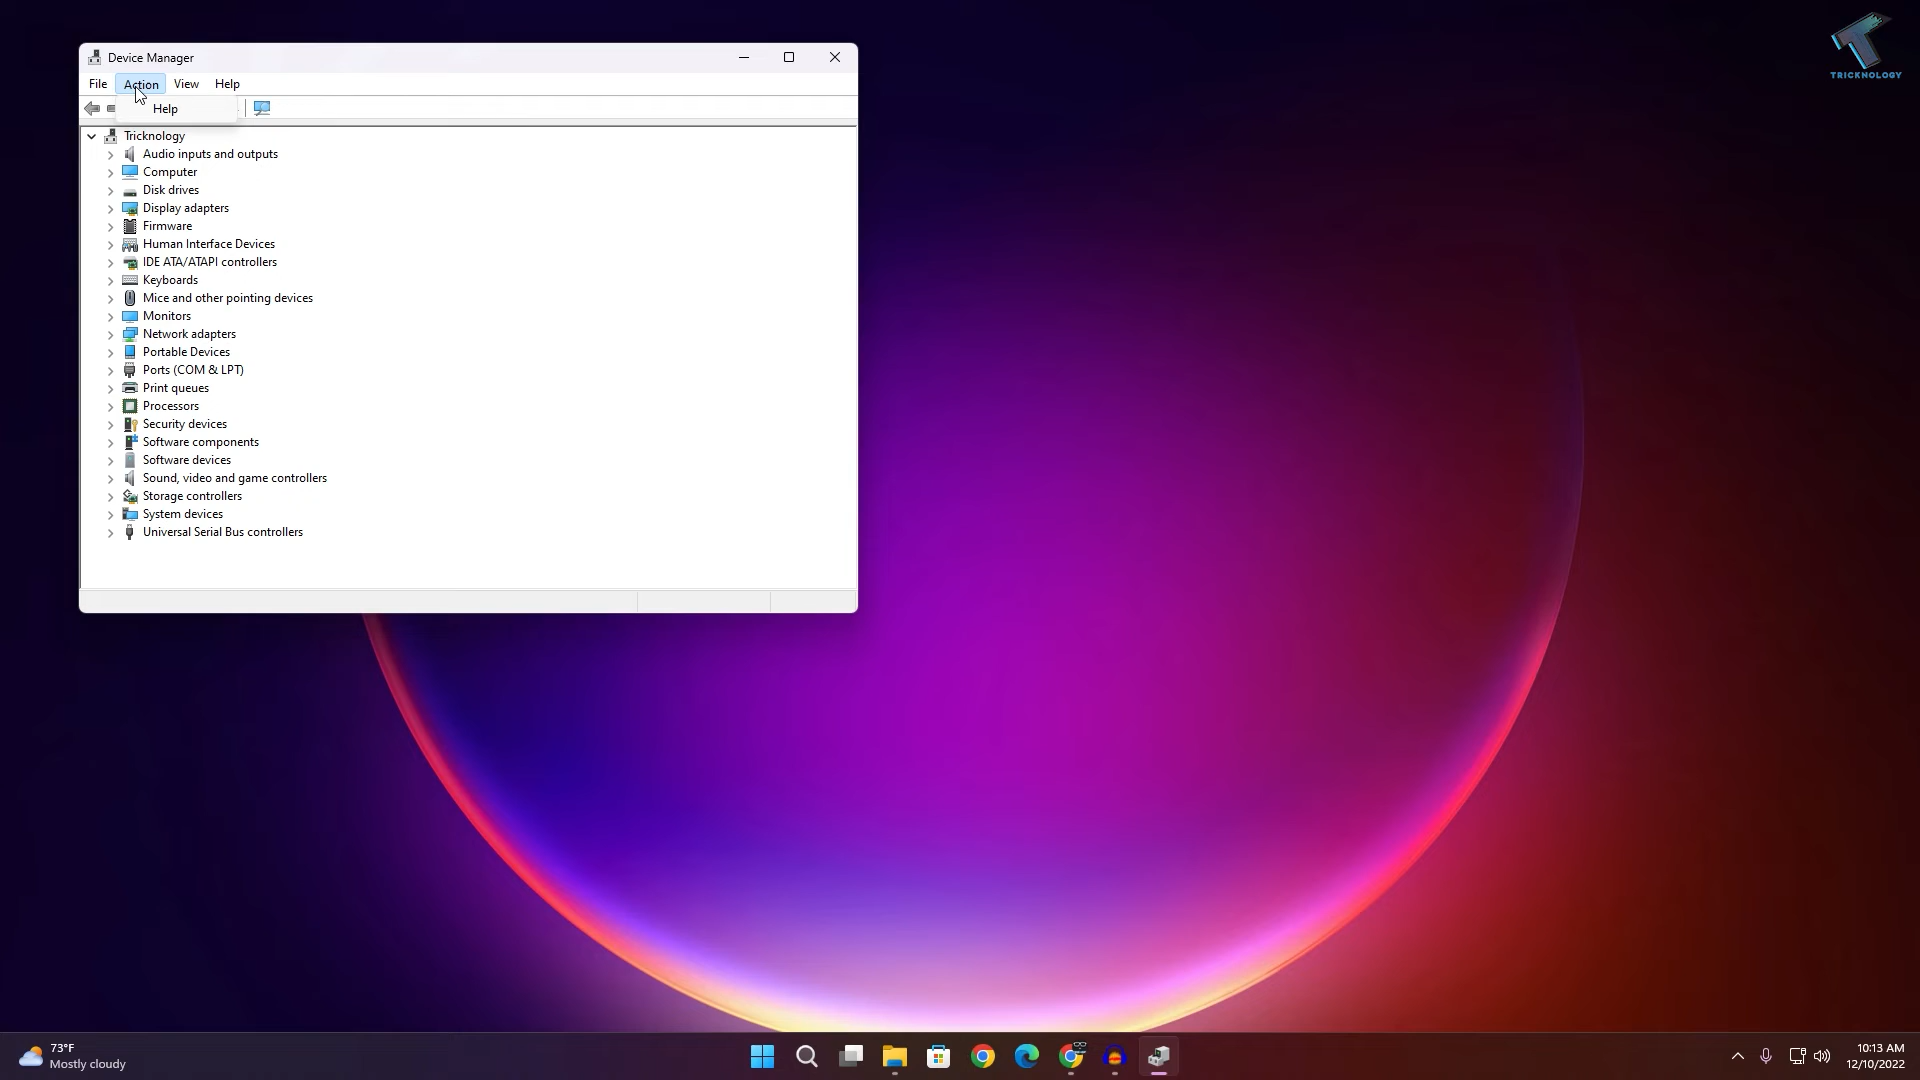 TRICKNOLOGY
Device Manager
File Action View Help
Help
Tricknology
Audio inputs and outputs
Computer
Disk drives
Display adapters
Firmware
Human Interface Devices
IDE ATA/ATAPI controllers
Keyboards
Mice and other pointing devices
Monitors
Network adapters
Portable Devices
Ports (COM & LPT)
Print queues
Processors
Security devices
Software components
Software devices
Sound, video and game controllers
Storage controllers
System devices
Universal Serial Bus controllers
73°F
Mostly cloudy
10:13 AM
12/10/2022